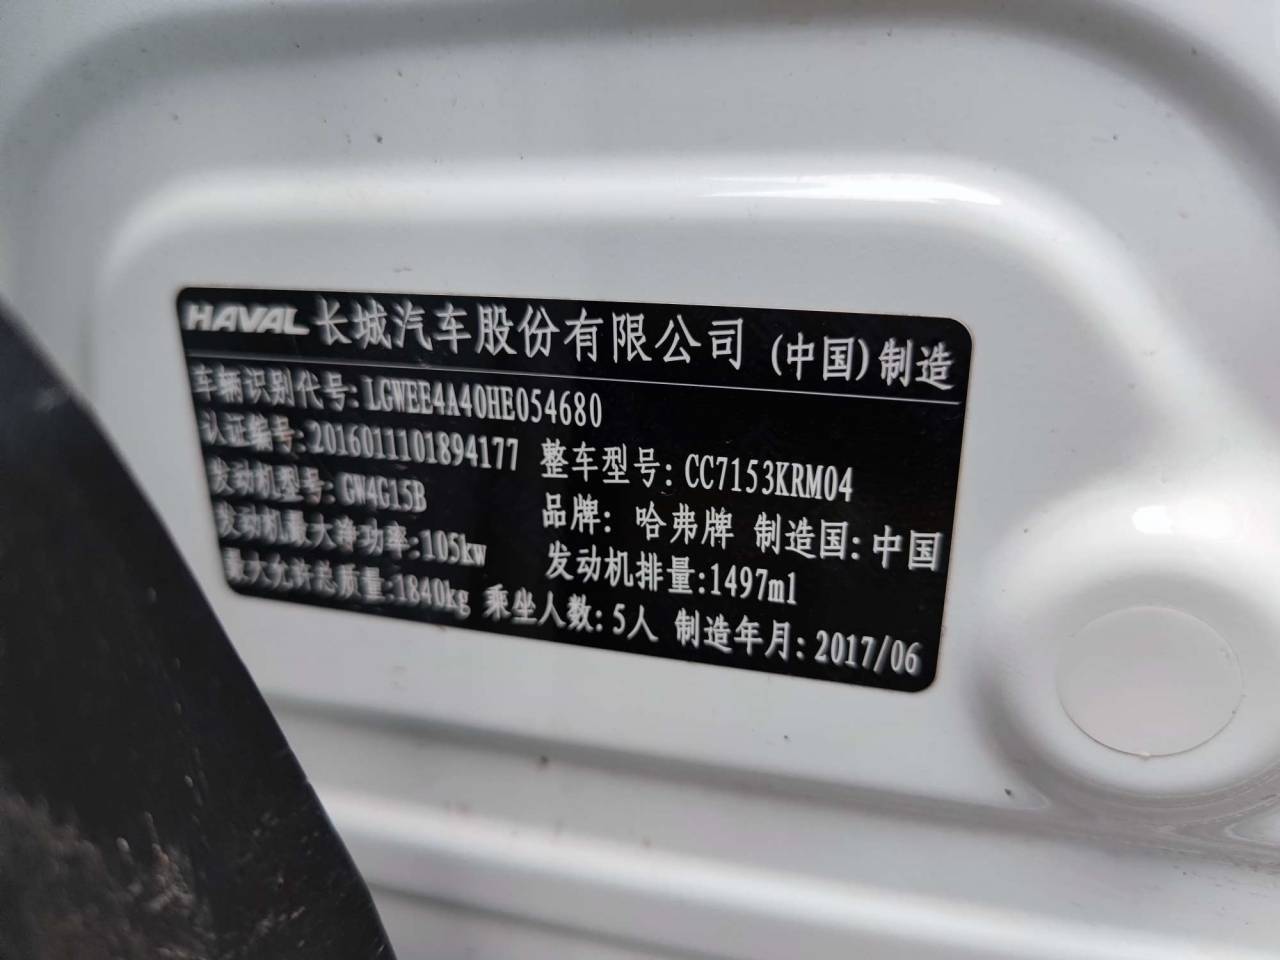 HAVAL 长城汽车股份有限公司 (中国)制造
车辆识别代号: LGWEE4A40HE054680
认证编号: 2016011101894177 整车型号: CC7153KRM04
发动机型号: GW4G15B 品牌: 哈弗牌 制造国: 中国
发动机最大净功率:105kw 发动机排量:1497ml
最大允许总质量:1840kg 乘坐人数: 5人 制造年月: 2017/06